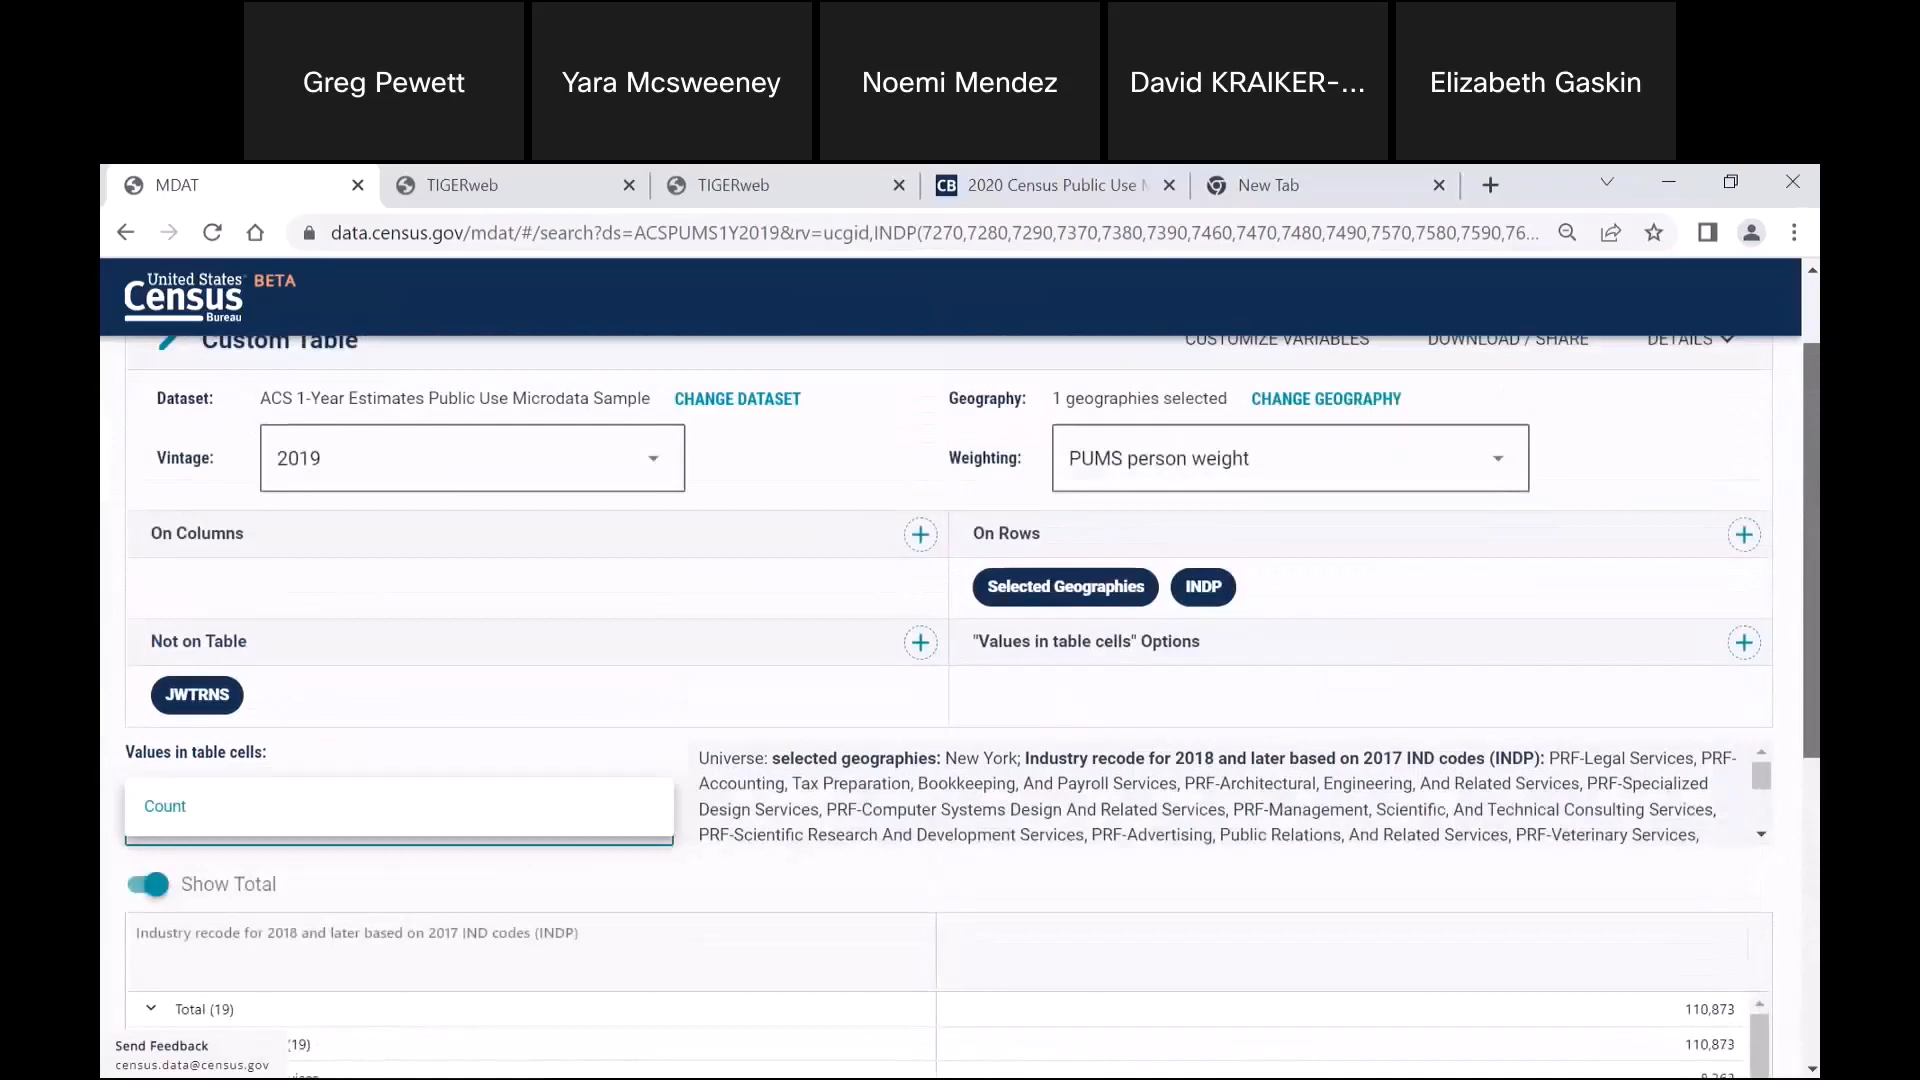 Greg Pewett
Yara Mcsweeney
Noemi Mendez
David KRAIKER-...
Elizabeth Gaskin
MDAT
TIGERweb
TIGERweb
CB 2020 Census Public Use
New Tab
data.census.gov/mdat/#/search?ds=ACSPUMS1Y2019&rv=ucgid,INDP(7270,7280,7290,7370,7380,7390,7460,7470,7480,7490,7570,7580,7590,76...
United States
Census
Bureau
BETA
Custom Table
CUSTOMIZE VARIABLES
DOWNLOAD / SHARE
DETAILS
Dataset:
ACS 1-Year Estimates Public Use Microdata Sample
CHANGE DATASET
Geography:
1 geographies selected
CHANGE GEOGRAPHY
Vintage:
2019
Weighting:
PUMS person weight
On Columns
On Rows
Selected Geographies
INDP
Not on Table
"Values in table cells" Options
JWTRNS
Values in table cells:
Count
Universe: selected geographies: New York; Industry recode for 2018 and later based on 2017 IND codes (INDP): PRF-Legal Services, PRF-
Accounting, Tax Preparation, Bookkeeping, And Payroll Services, PRF-Architectural, Engineering, And Related Services, PRF-Specialized
Design Services, PRF-Computer Systems Design And Related Services, PRF-Management, Scientific, And Technical Consulting Services,
PRF-Scientific Research And Development Services, PRF-Advertising, Public Relations, And Related Services, PRF-Veterinary Services,
Show Total
Industry recode for 2018 and later based on 2017 IND codes (INDP)
Total (19)
110,873
(19)
110,873
Send Feedback
census.data@census.gov